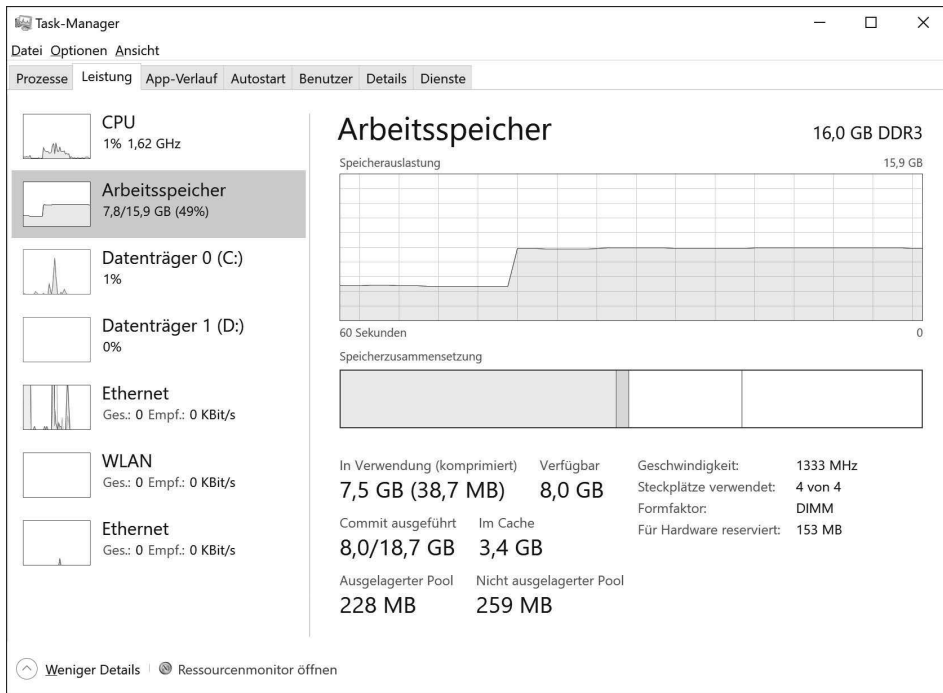 Task-Manager
Datei Optionen Ansicht
Prozesse Leistung App-Verlauf Autostart Benutzer Details Dienste
CPU
1% 1,62 GHz
Arbeitsspeicher
7,8/15,9 GB (49%)
Datenträger 0 (C:)
1%
Datenträger 1 (D:)
0%
Ethernet
Ges.: 0 Empf.: 0 KBit/s
WLAN
Ges.: 0 Empf.: 0 KBit/s
Ethernet
Ges.: 0 Empf.: 0 KBit/s
Arbeitsspeicher 16,0 GB DDR3
Speicherauslastung 15,9 GB
60 Sekunden 0
Speicherzusammensetzung
In Verwendung (komprimiert) Verfügbar
7,5 GB (38,7 MB) 8,0 GB
Commit ausgeführt Im Cache
8,0/18,7 GB 3,4 GB
Ausgelagerter Pool Nicht ausgelagerter Pool
228 MB 259 MB
Geschwindigkeit: 1333 MHz
Steckplätze verwendet: 4 von 4
Formfaktor: DIMM
Für Hardware reserviert: 153 MB
Weniger Details Ressourcenmonitor öffnen